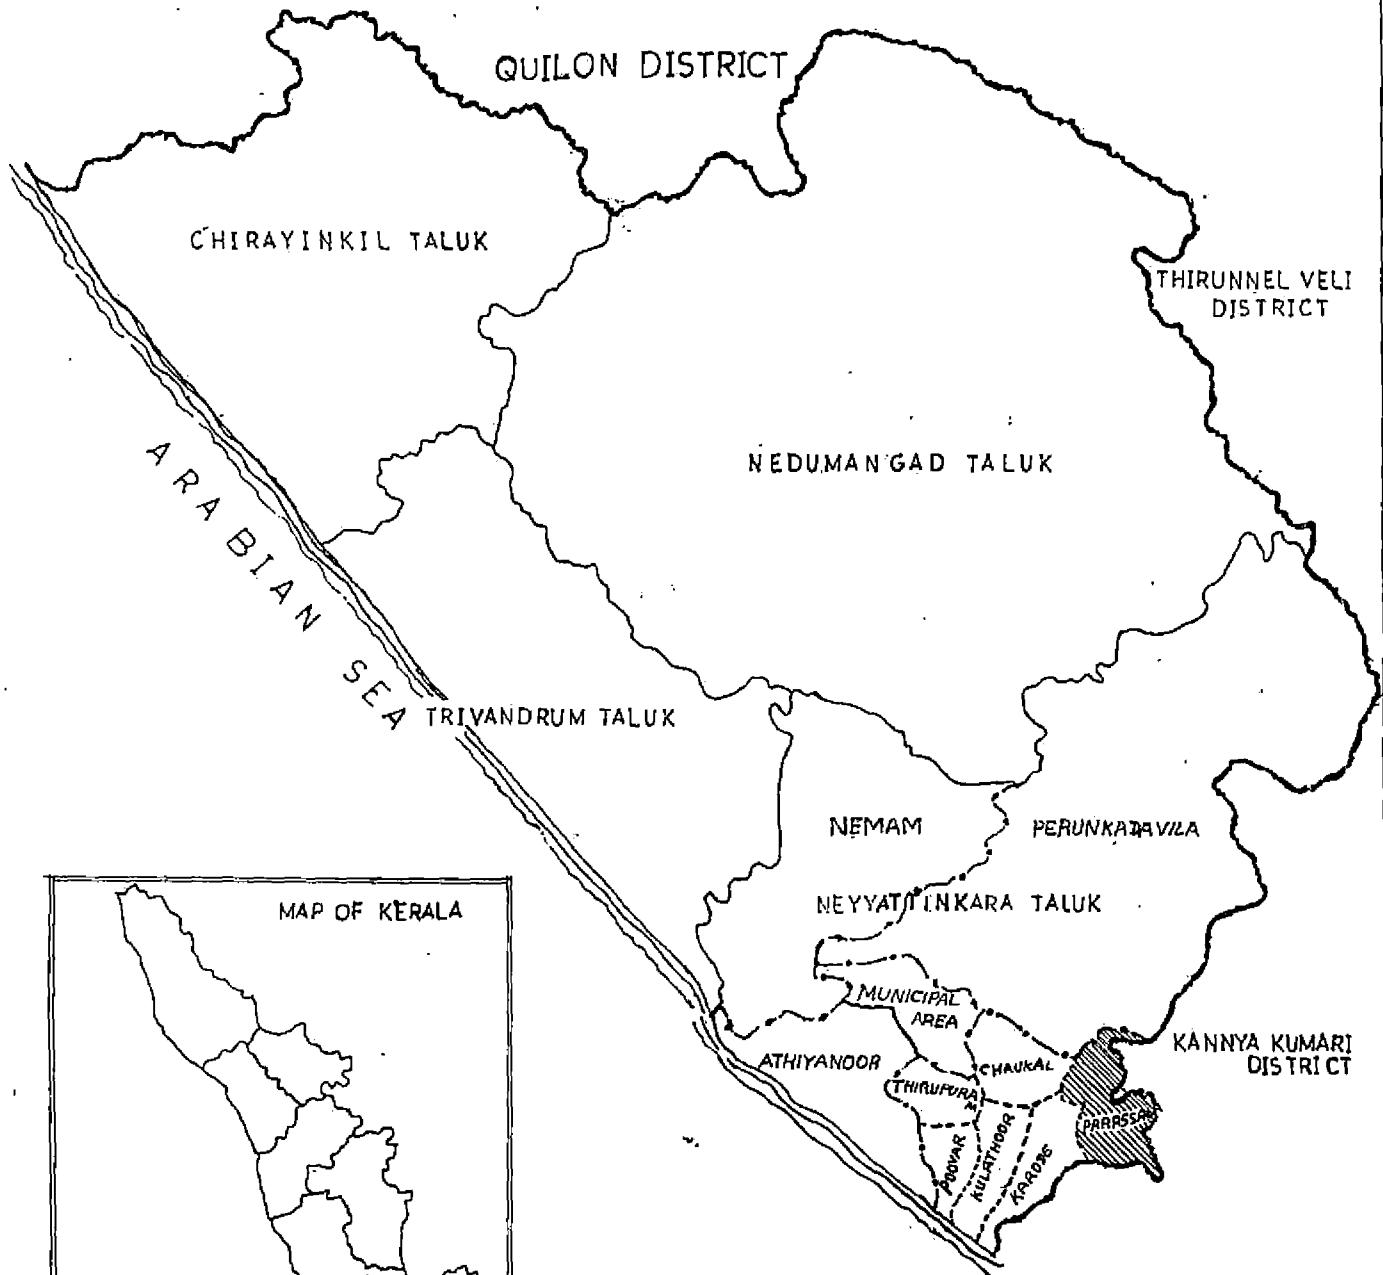 QUILON DISTRICT
CHIRAYINKIL TALUK
THIRUNNEL VELI
DISTRICT
NEDUMANGAD TALUK
ARABIAN SEA
TRIVANDRUM TALUK
NEMAM
PERUNKADAVILA
NEYYATTINKARA TALUK
MAP OF KERALA
MUNICIPAL
AREA
KANNYA KUMARI
DISTRICT
ATHIYANOOR
CHAUKAL
THIRUPURA
M
PARASSALA
POOVAR
KULATHOOR
KARODE